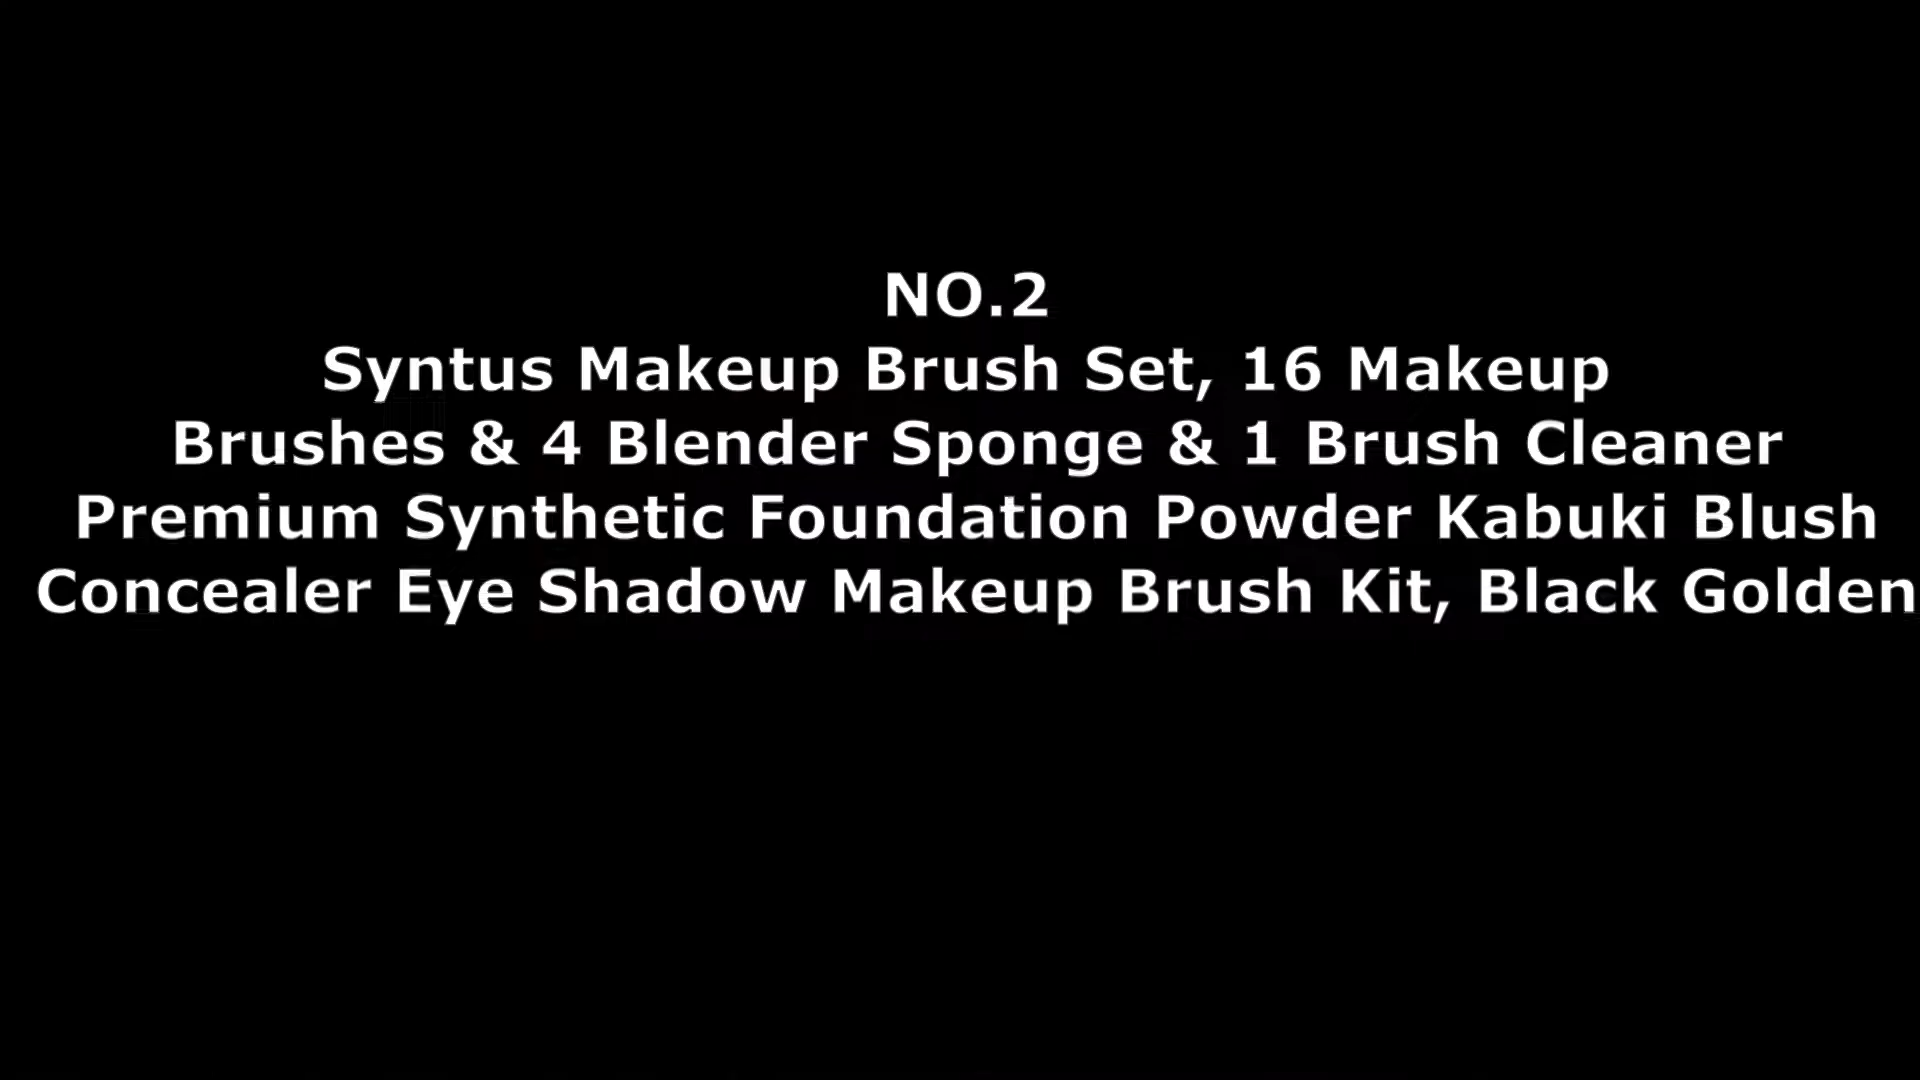 NO.2
Syntus Makeup Brush Set, 16 Makeup
Brushes & 4 Blender Sponge & 1 Brush Cleaner
Premium Synthetic Foundation Powder Kabuki Blush
Concealer Eye Shadow Makeup Brush Kit, Black Golden